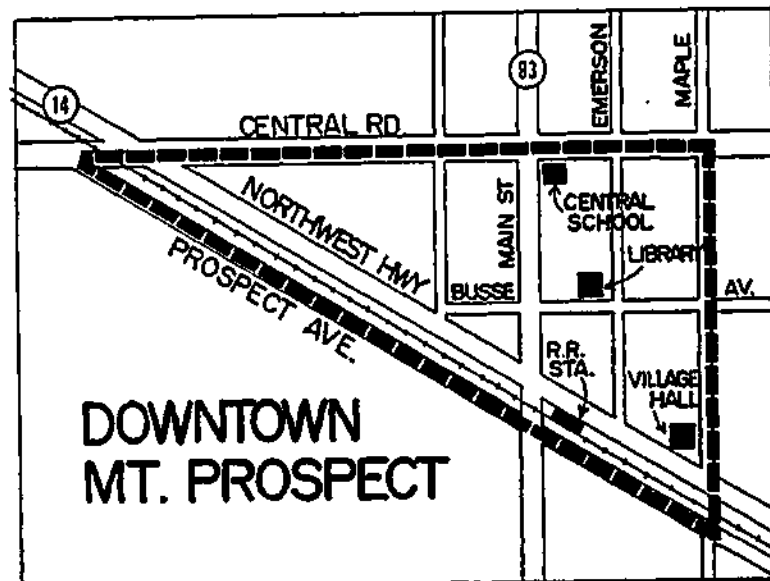 14
83
EMERSON
MAPLE
CENTRAL RD.
CENTRAL
SCHOOL
MAIN ST
NORTHWEST HWY
LIBRARY
PROSPECT AVE.
BUSSE
AV.
R.R.
STA.
VILLAGE
HALL
DOWNTOWN
MT. PROSPECT